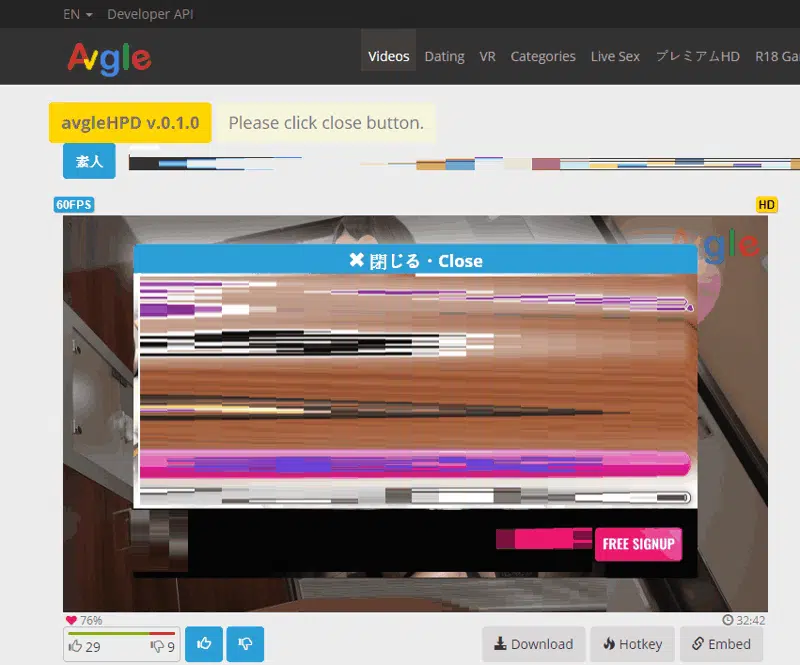 EN Developer API
Avgle Videos Dating VR Categories Live Sex プレミアムHD R18 Ga
avgleHPD v.0.1.0 Please click close button.
素人
60FPS HD
gle
✖ 閉じる・Close
FREE SIGNUP
76% 32:42
29 9 Download Hotkey Embed